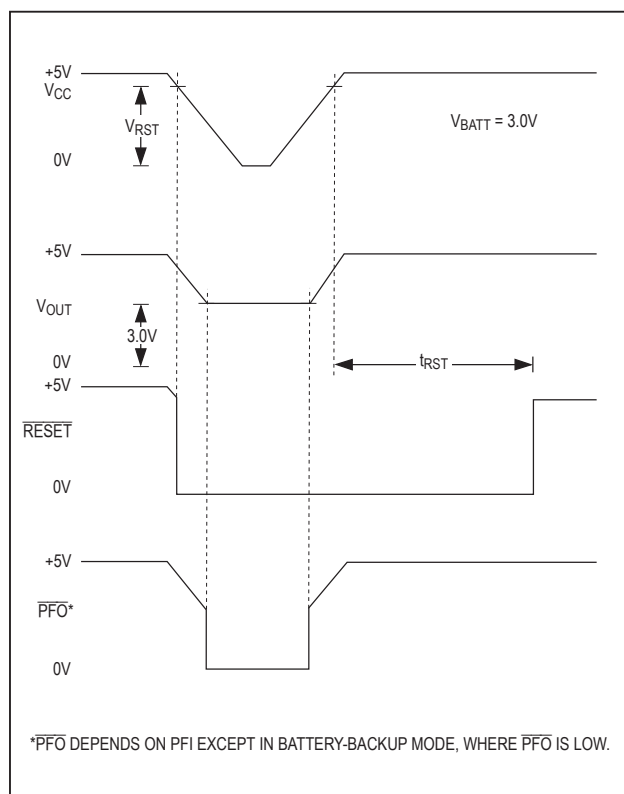 +5V
VCC
VRST
0V
VBATT = 3.0V
+5V
VOUT
3.0V
0V
tRST
+5V
RESET
0V
+5V
PFO*
0V
*PFO DEPENDS ON PFI EXCEPT IN BATTERY-BACKUP MODE, WHERE PFO IS LOW.